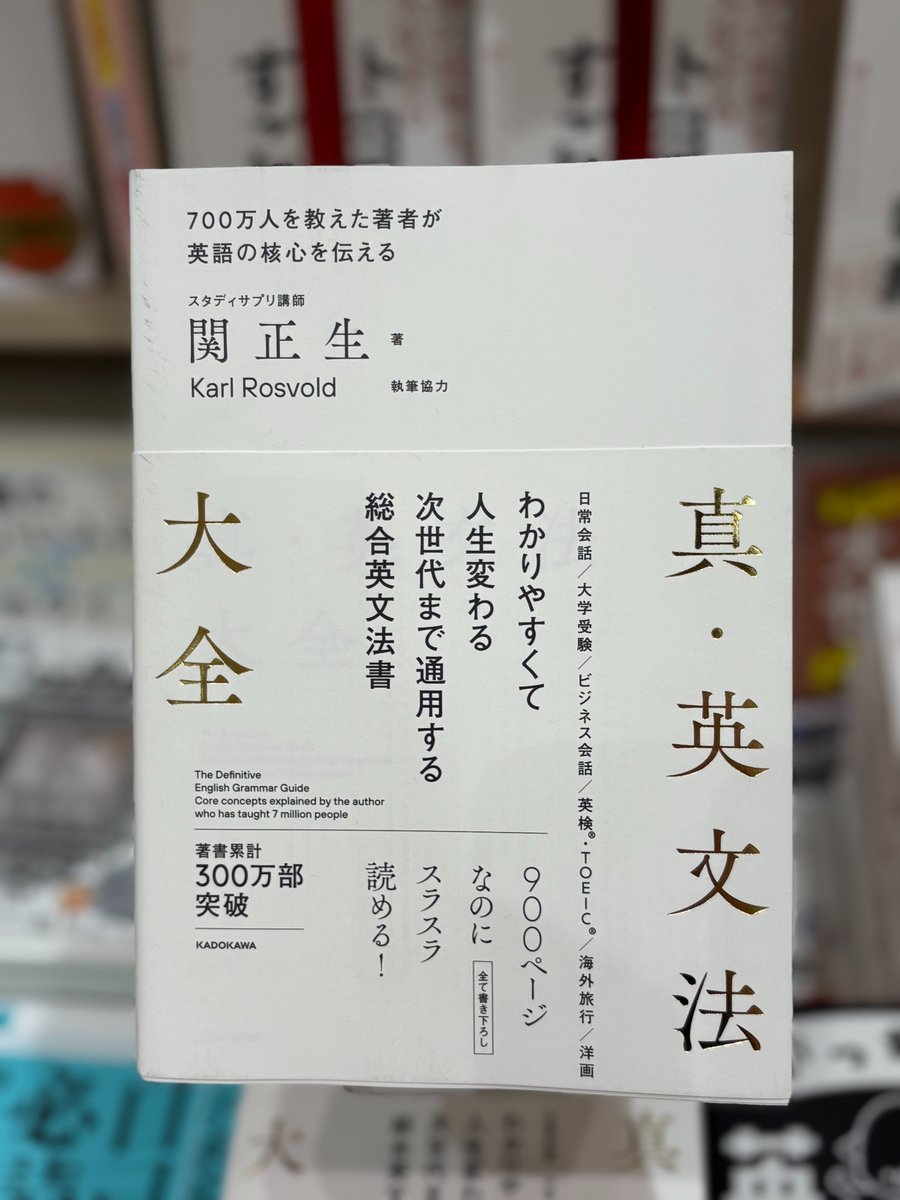 700万人を教えた著者が
英語の核心を伝える
スタディサプリ講師
関 正 生 著
Karl Rosvold 執筆協力
真・英文法
大全
日常会話/大学受験/ビジネス会話/英検®・TOEIC®/海外旅行/洋画
わかりやすくて
人生変わる
次世代まで通用する
総合英文法書
The Definitive
English Grammar Guide
Core concepts explained by the author
who has taught 7 million people
900ページ
なのに
全て書き下ろし
スラスラ
読める!
著書累計
300万部
突破
KADOKAWA
必
大
真
英